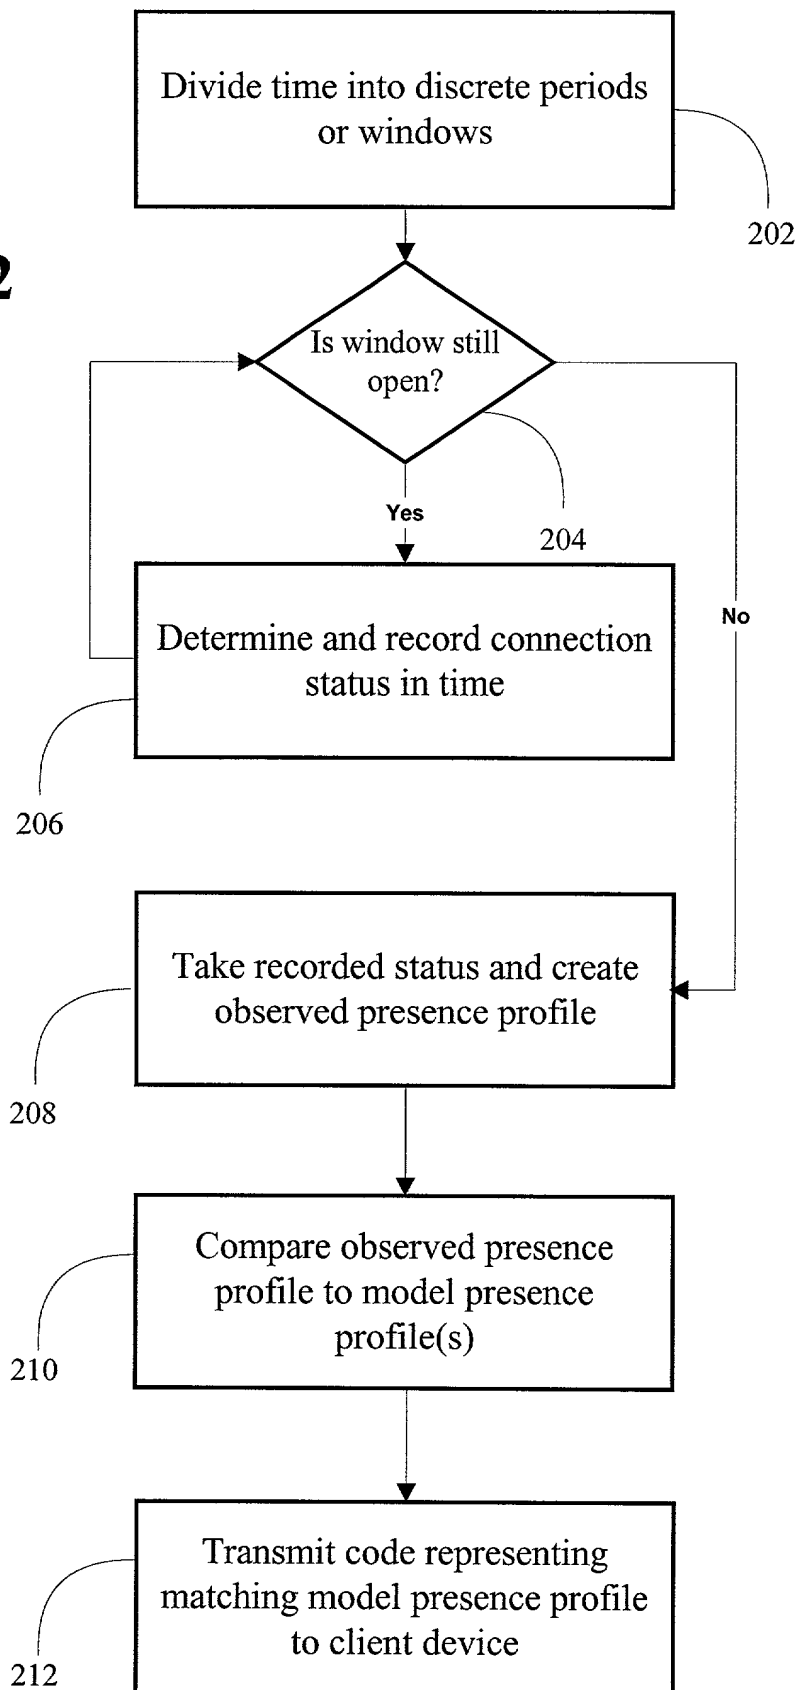 Divide time into discrete periods
or windows
202
2
Is window still
open?
Yes
204
No
Determine and record connection
status in time
206
Take recorded status and create
observed presence profile
208
Compare observed presence
profile to model presence
profile(s)
210
Transmit code representing
matching model presence profile
to client device
212